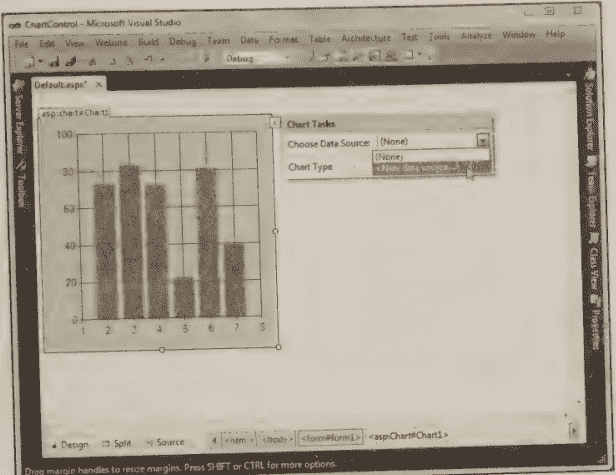 ChartControl - Microsoft Visual Studio
File Edit View Website Build Debug Team Data Format Table Architecture Test Tools Analyze Window Help
Debug
Default.aspx* ×
Server Explorer
Toolbox
asp:chart#Chart1
100
80
60
40
20
0
1 2 3 4 5 6 7 8
Chart Tasks
Choose Data Source: (None)
(None)
<New data source...>
Chart Type
Solution Explorer
Team Explorer
Class View
Properties
Design Split Source
<html> <body> <form#form1> <asp:Chart#Chart1>
Drag margin handles to resize margins. Press SHIFT or CTRL for more options.